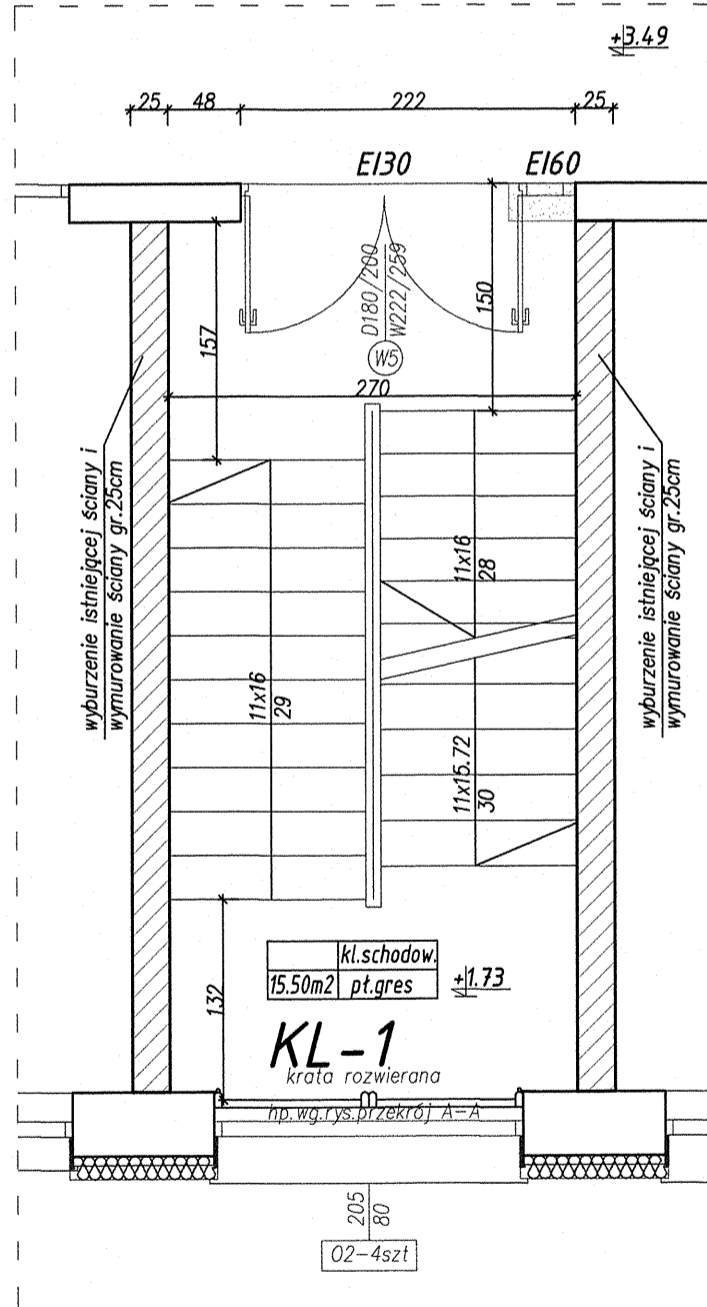 +3.49
25 48 222 25
EI30 EI60
D180/200
W222/259
W5
157
150
270
wyburzenie istniejącej ściany i
wymurowanie ściany gr.25cm
wyburzenie istniejącej ściany i
wymurowanie ściany gr.25cm
11x16
28
11x16
29
11x15.72
30
kl.schodow.
15.50m2 pł.gres
+1.73
132
KL-1
krata rozwierana
hp.wg.rys.przekrój A-A
205
80
O2-4szt